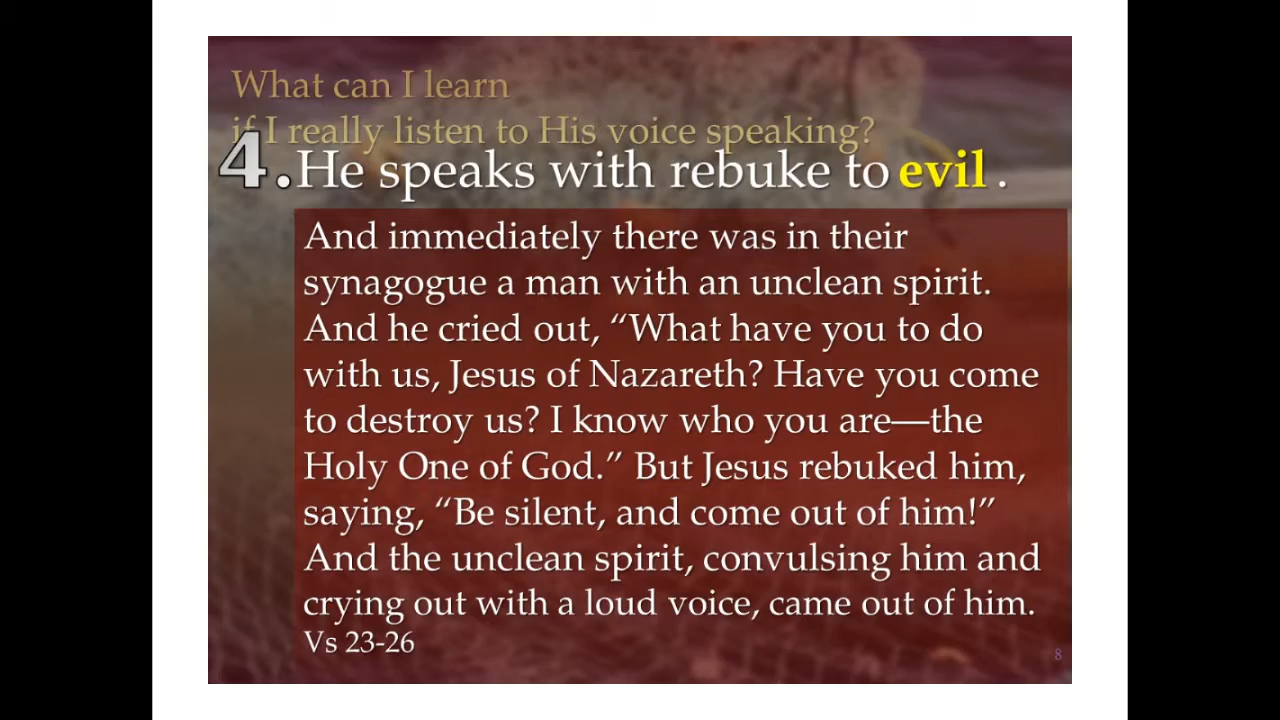 What can I learn
if I really listen to His voice speaking?
4. He speaks with rebuke to evil .
And immediately there was in their
synagogue a man with an unclean spirit.
And he cried out, “What have you to do
with us, Jesus of Nazareth? Have you come
to destroy us? I know who you are—the
Holy One of God.” But Jesus rebuked him,
saying, “Be silent, and come out of him!”
And the unclean spirit, convulsing him and
crying out with a loud voice, came out of him.
Vs 23-26
8